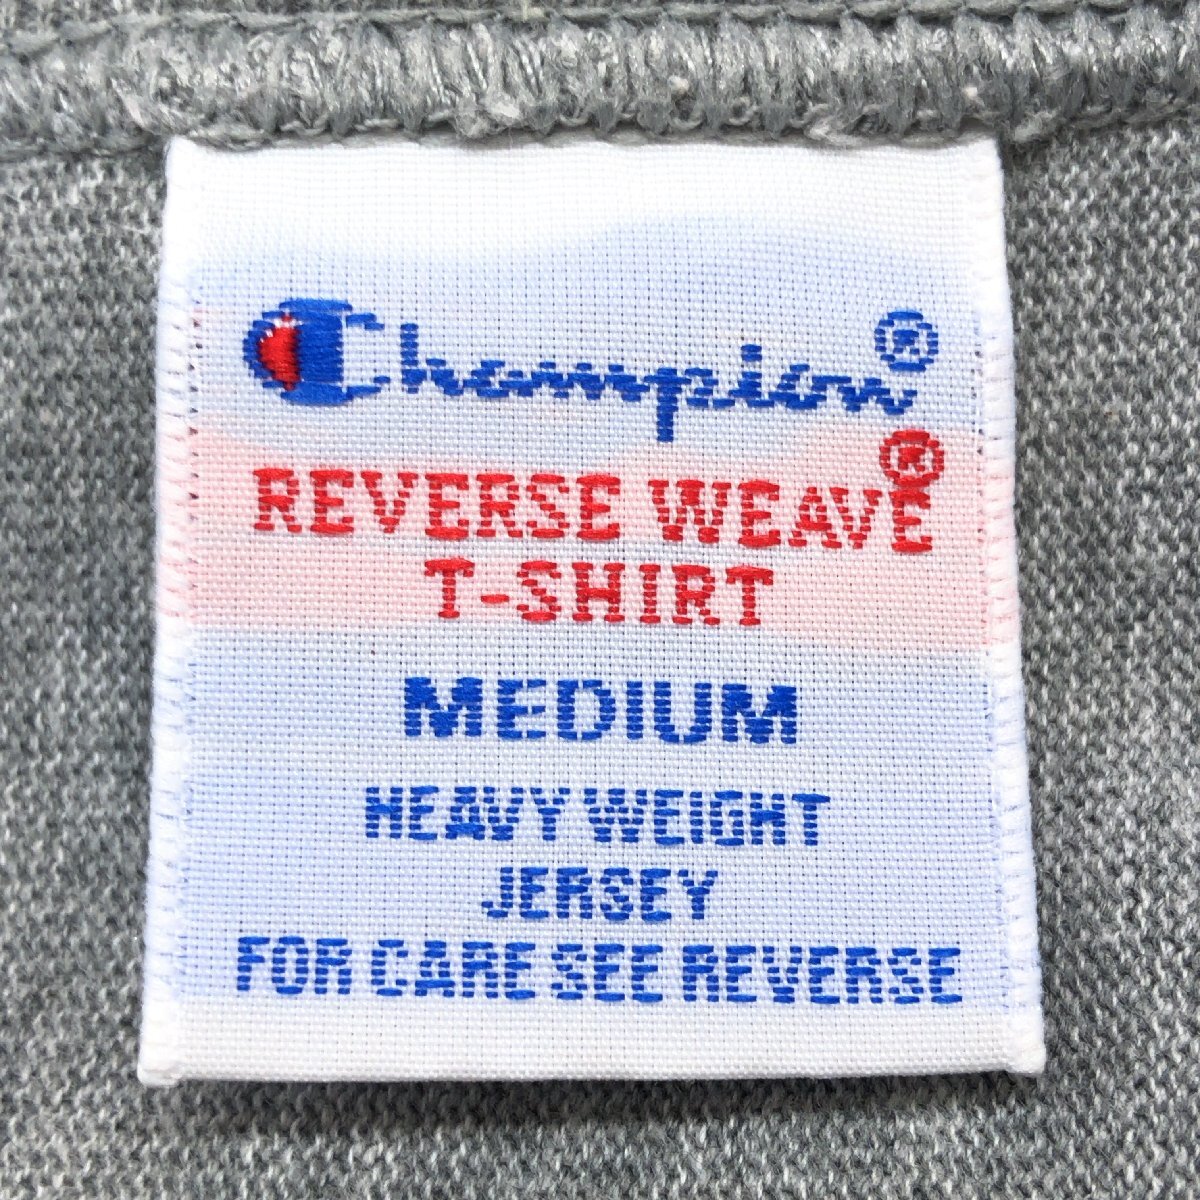 Champion®
REVERSE WEAVE®
T-SHIRT
MEDIUM
HEAVY WEIGHT
JERSEY
FOR CARE SEE REVERSE